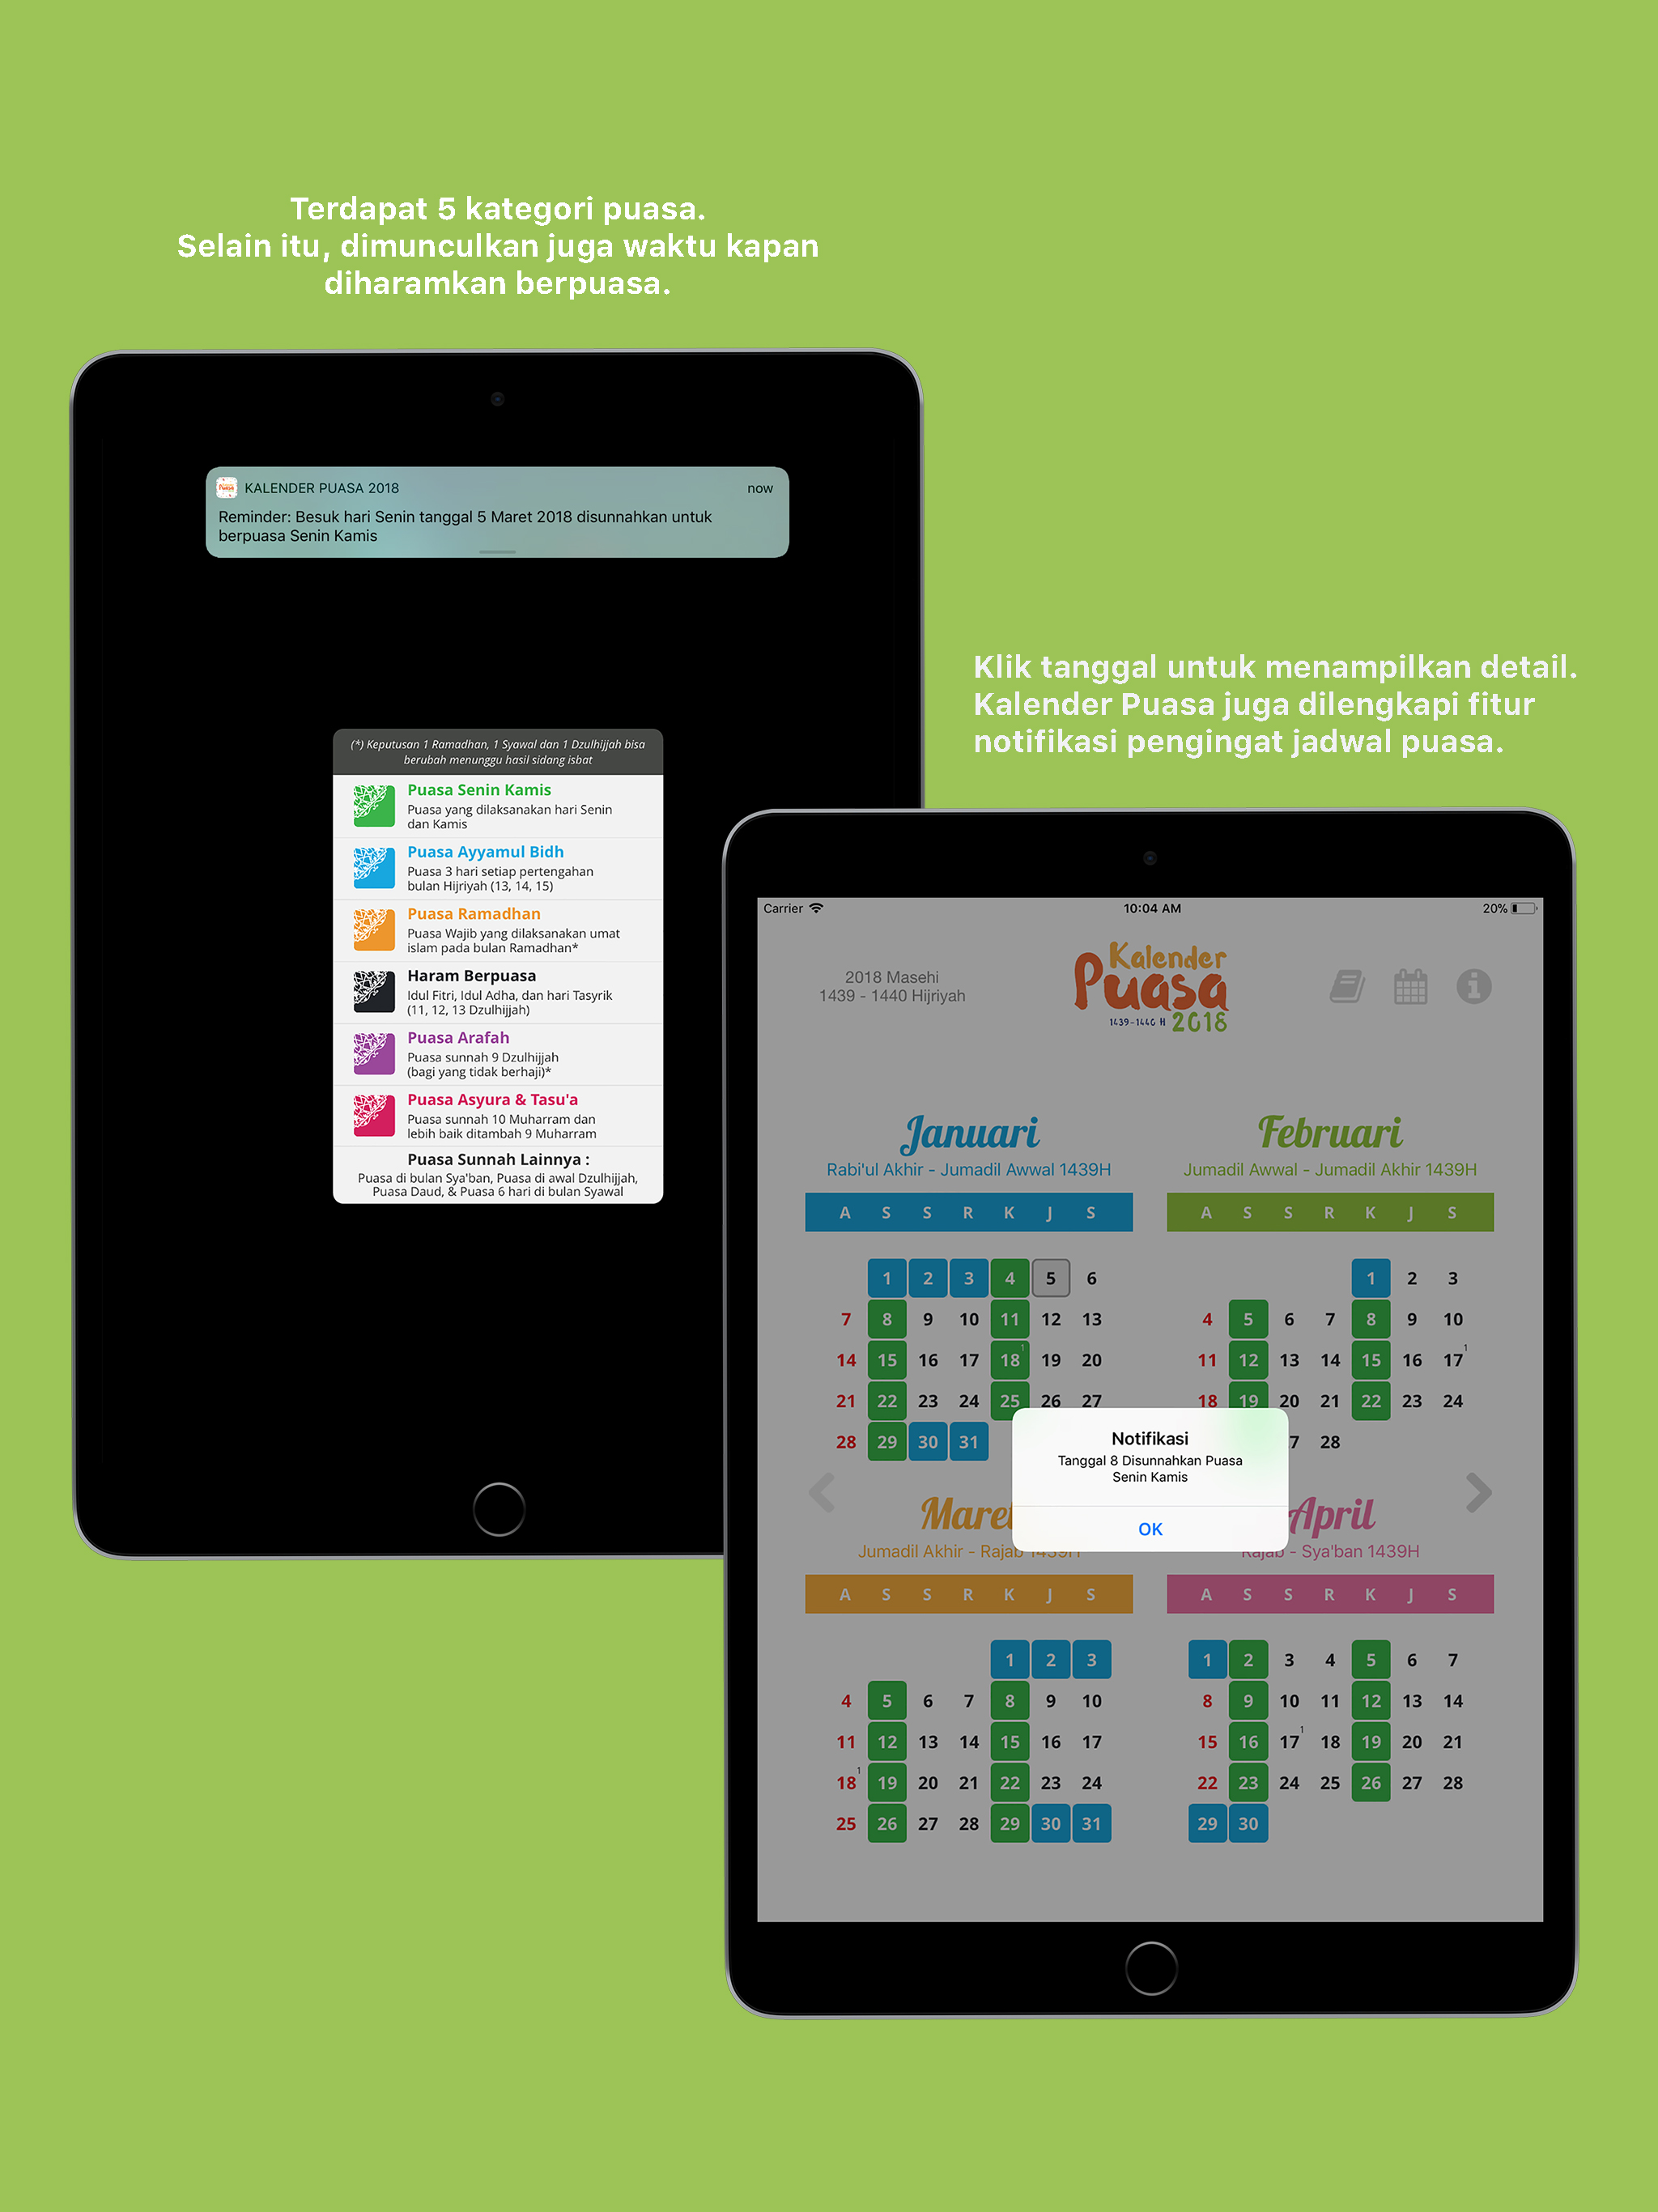 Terdapat 5 kategori puasa.
Selain itu, dimunculkan juga waktu kapan
diharamkan berpuasa.
KALENDER PUASA 2018
now
Reminder: Besuk hari Senin tanggal 5 Maret 2018 disunnahkan untuk
berpuasa Senin Kamis
(*) Keputusan 1 Ramadhan, 1 Syawal dan 1 Dzulhijjah bisa
berubah menunggu hasil sidang isbat
Puasa Senin Kamis
Puasa yang dilaksanakan hari Senin
dan Kamis
Puasa Ayyamul Bidh
Puasa 3 hari setiap pertengahan
bulan Hijriyah (13, 14, 15)
Puasa Ramadhan
Puasa Wajib yang dilaksanakan umat
islam pada bulan Ramadhan*
Haram Berpuasa
Idul Fitri, Idul Adha, dan hari Tasyrik
(11, 12, 13 Dzulhijjah)
Puasa Arafah
Puasa sunnah 9 Dzulhijjah
(bagi yang tidak berhaji)*
Puasa Asyura & Tasu'a
Puasa sunnah 10 Muharram dan
lebih baik ditambah 9 Muharram
Puasa Sunnah Lainnya :
Puasa di bulan Sya'ban, Puasa di awal Dzulhijjah,
Puasa Daud, & Puasa 6 hari di bulan Syawal
Klik tanggal untuk menampilkan detail.
Kalender Puasa juga dilengkapi fitur
notifikasi pengingat jadwal puasa.
Carrier
10:04 AM
20%
2018 Masehi
1439 - 1440 Hijriyah
Kalender
Puasa
1439-1440 H 2018
Januari
Rabi'ul Akhir - Jumadil Awwal 1439H
A S S R K J S
1 2 3 4 5 6
7 8 9 10 11 12 13
14 15 16 17 18 1 19 20
21 22 23 24 25 26 27
28 29 30 31
Februari
Jumadil Awwal - Jumadil Akhir 1439H
A S S R K J S
1 2 3
4 5 6 7 8 9 10
11 12 13 14 15 16 17 1
18 19 20 21 22 23 24
7 28
Notifikasi
Tanggal 8 Disunnahkan Puasa
Senin Kamis
OK
Maret
Jumadil Akhir - Rajab 1439H
A S S R K J S
1 2 3
4 5 6 7 8 9 10
11 12 13 14 15 16 17
18 1 19 20 21 22 23 24
25 26 27 28 29 30 31
April
Rajab - Sya'ban 1439H
A S S R K J S
1 2 3 4 5 6 7
8 9 10 11 12 13 14
15 16 17 1 18 19 20 21
22 23 24 25 26 27 28
29 30